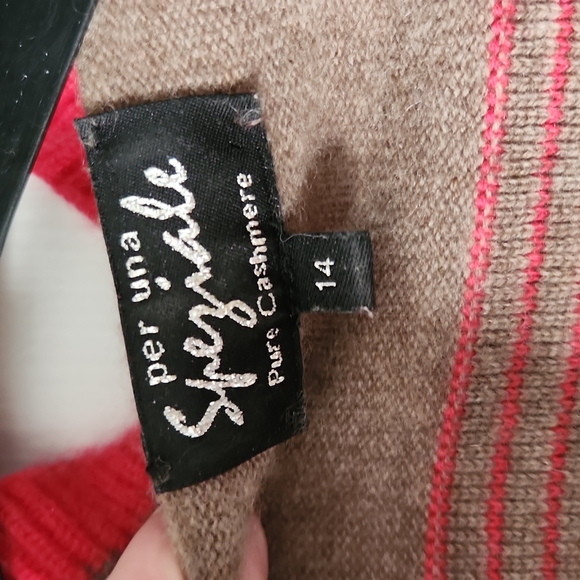 per una
Speziale
Pure Cashmere
14